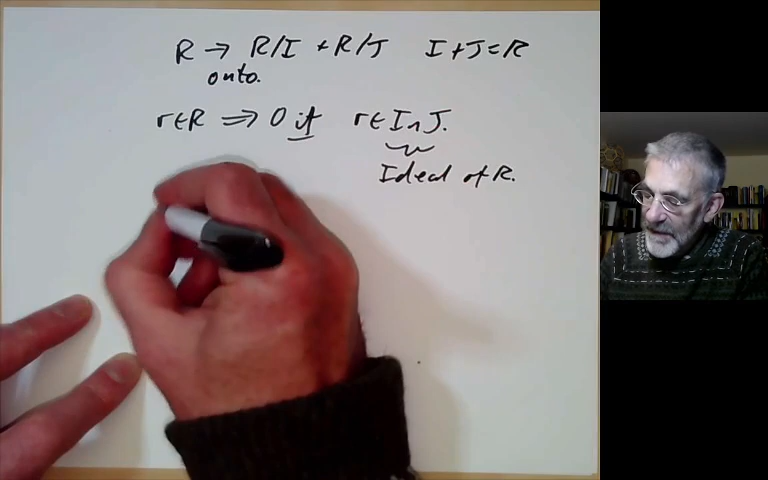 R → R/I + R/J I+J=R
onto.
r∈R ⟹ 0 if r∈I∩J.
Ideal of R.